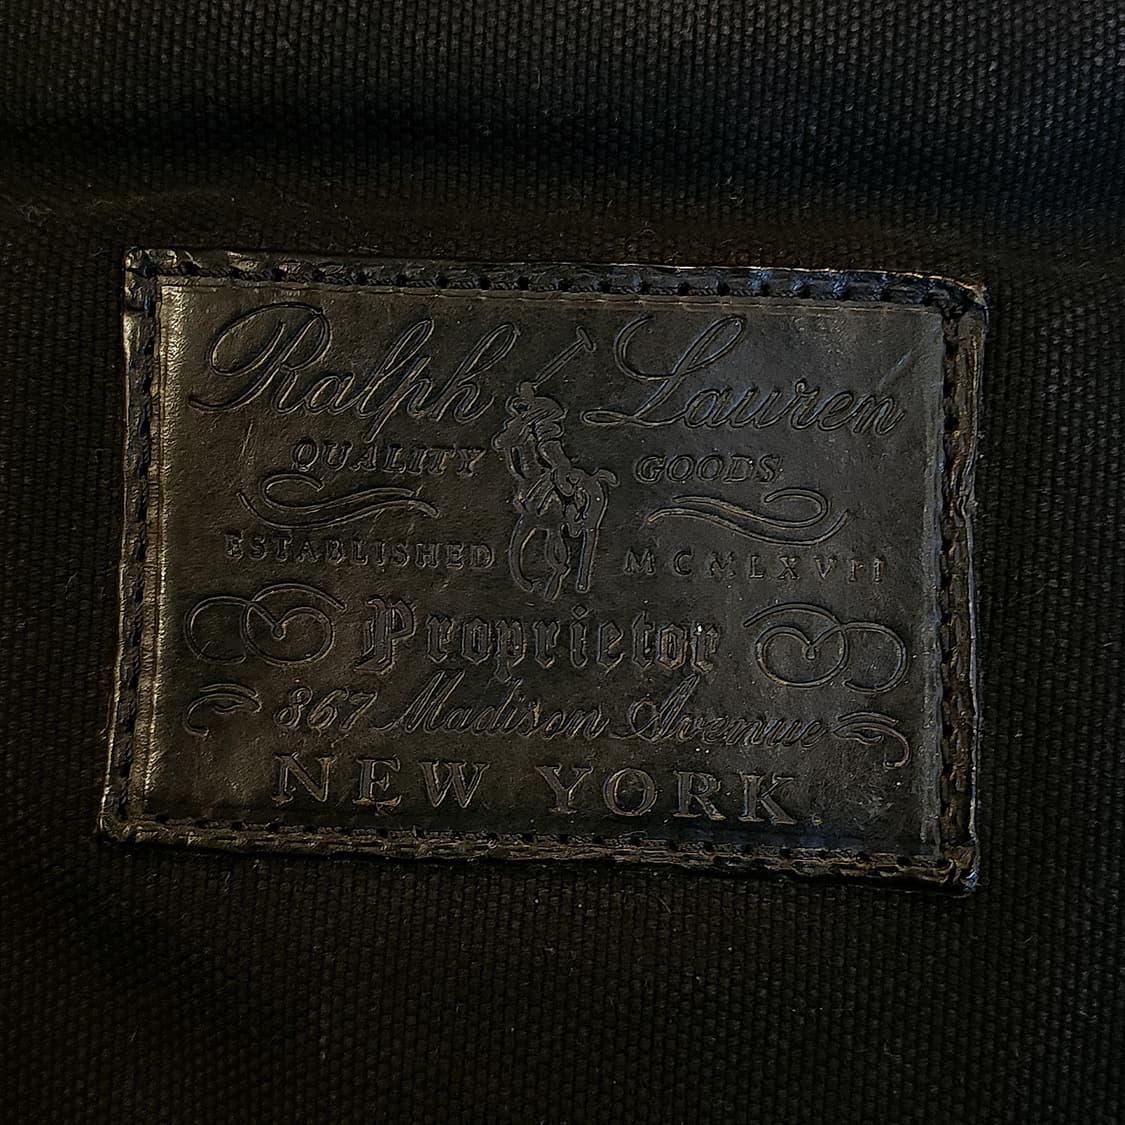 Ralph Lauren
QUALITY GOODS
ESTABLISHED MCMLXVII
Proprietor
867 Madison Avenue
NEW YORK.